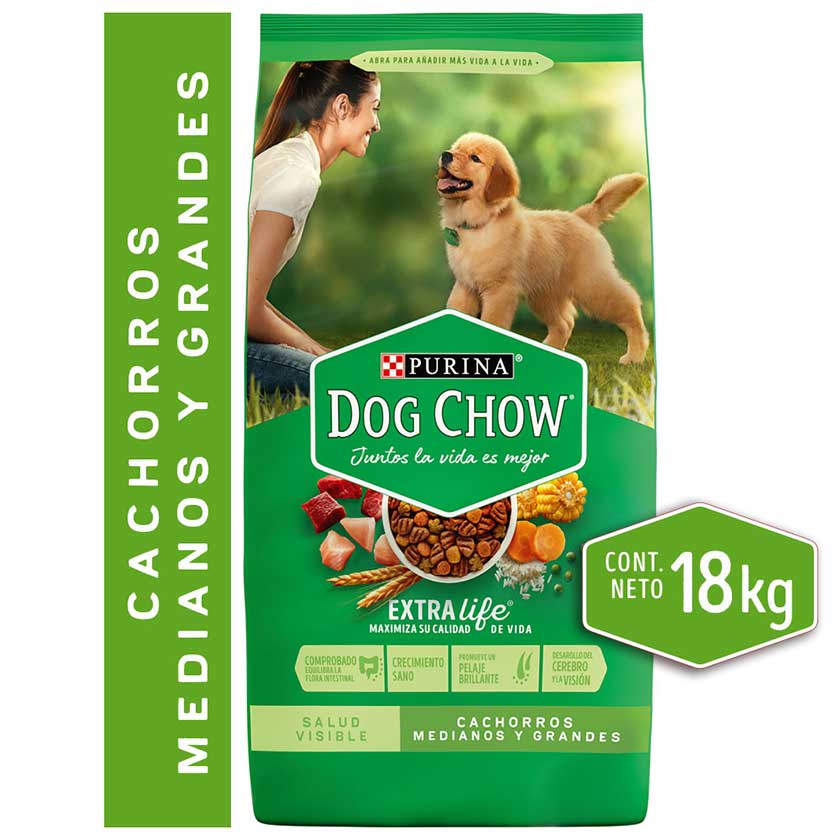 CACHORROS
MEDIANOS Y GRANDES
• ABRA PARA AÑADIR MÁS VIDA A LA VIDA •
PURINA®
DOG CHOW®
Juntos la vida es mejor
EXTRA life®
MAXIMIZA SU CALIDAD DE VIDA
COMPROBADO
EQUILIBRA LA
FLORA INTESTINAL
CRECIMIENTO
SANO
PROMUEVE UN
PELAJE
BRILLANTE
DESAROLLO DEL
CEREBRO
Y LA VISIÓN
SALUD
VISIBLE
CACHORROS
MEDIANOS Y GRANDES
CONT.
NETO
18kg